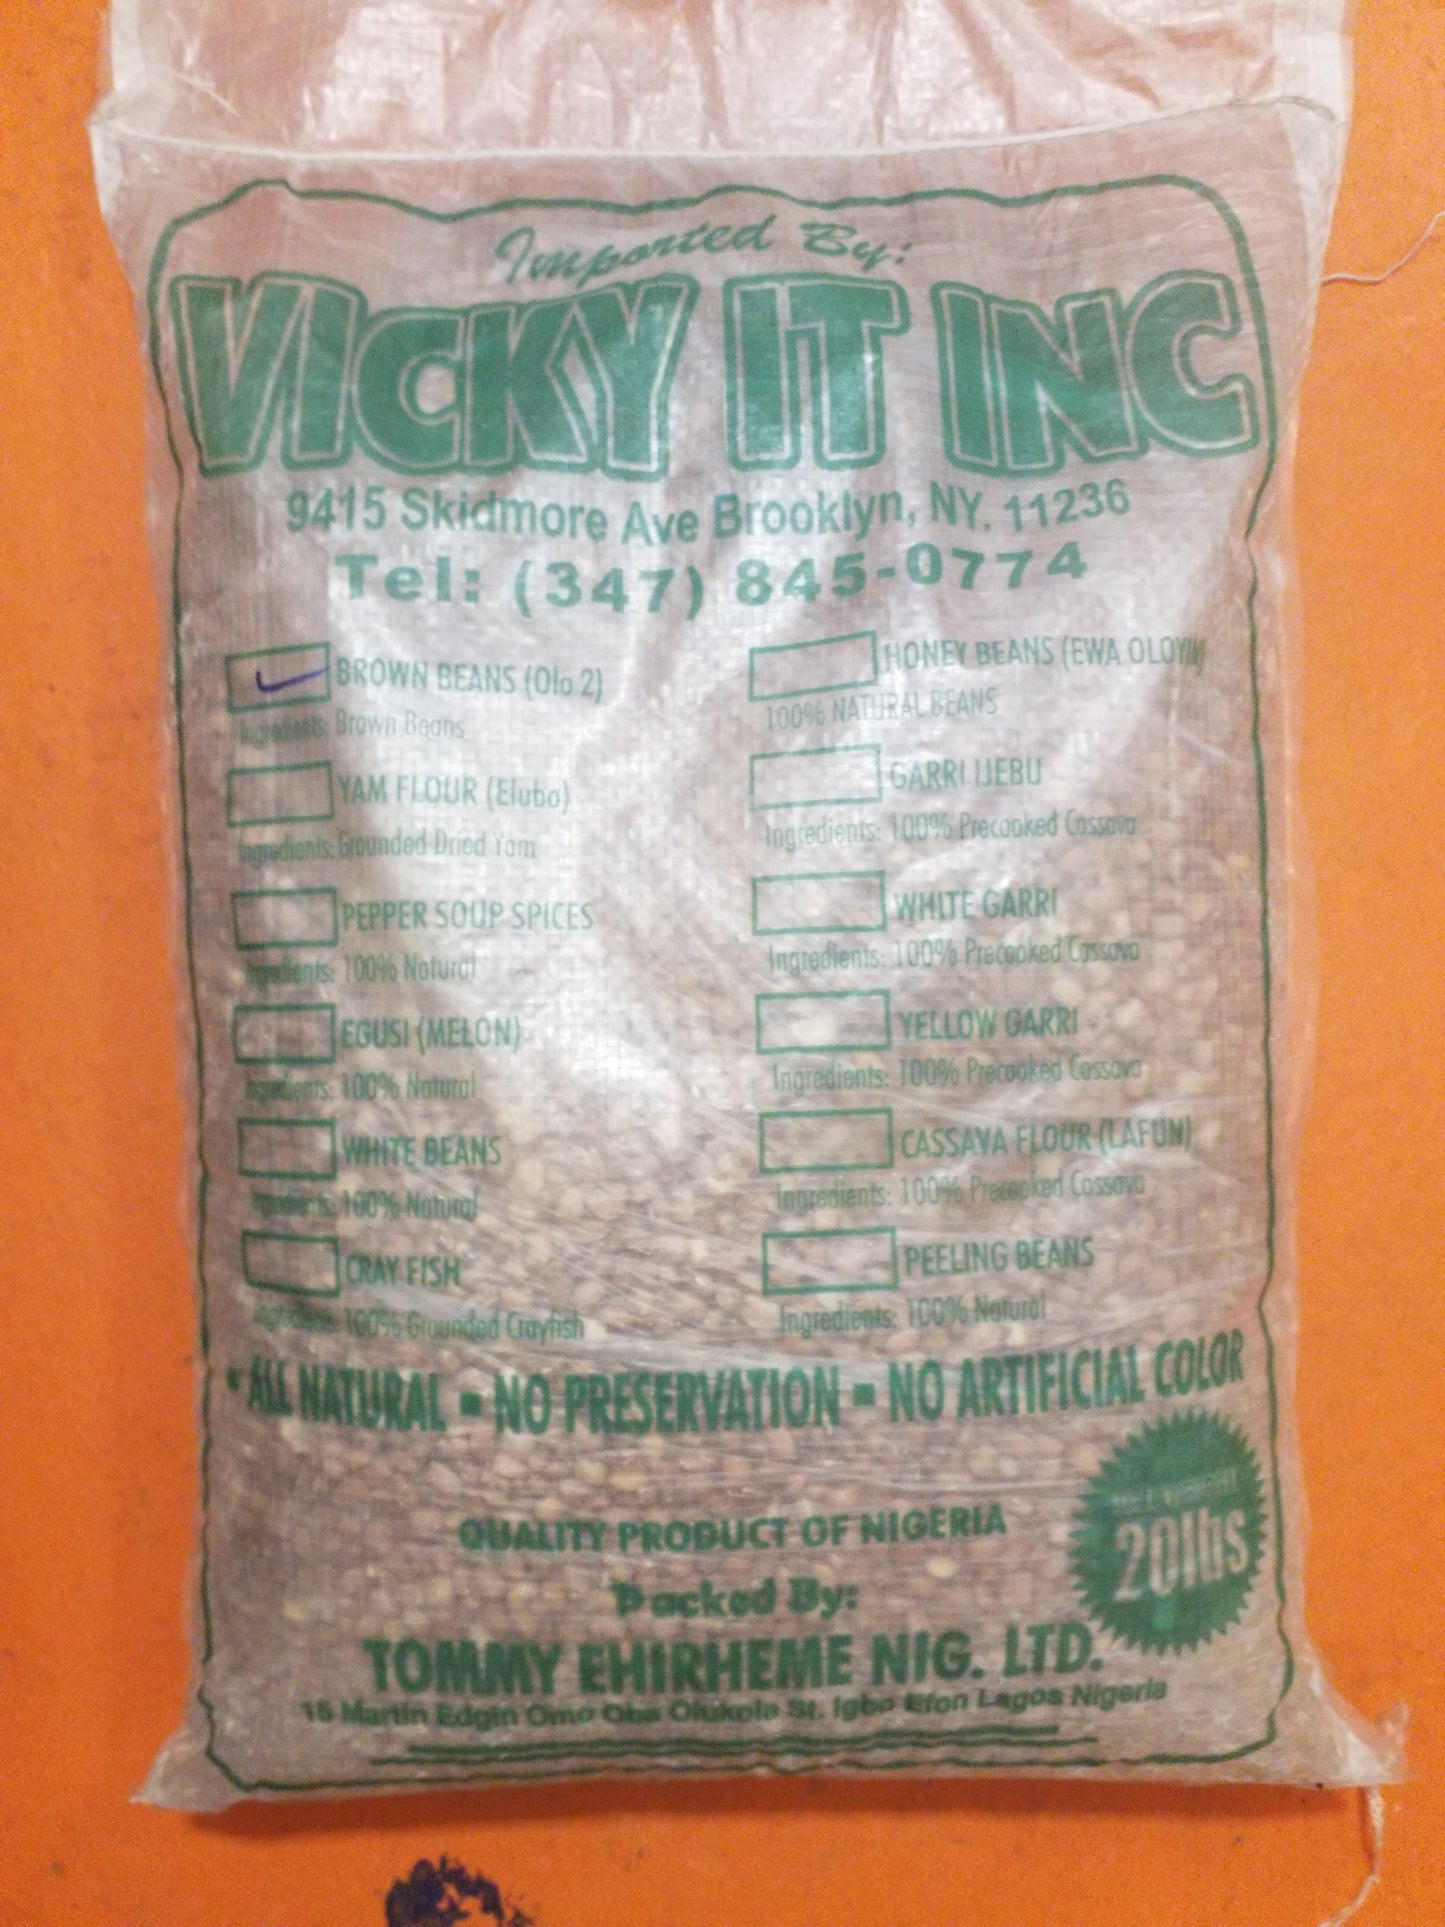 Imported By:
VICKY IT INC
9415 Skidmore Ave Brooklyn, NY. 11236
Tel: (347) 845-0774
BROWN BEANS (Olo 2)
Ingredients: Brown Beans
YAM FLOUR (Elubo)
Ingredients: Grounded Dried Yam
PEPPER SOUP SPICES
Ingredients: 100% Natural
EGUSI (MELON)
Ingredients: 100% Natural
WHITE BEANS
Ingredients: 100% Natural
CRAY FISH
Ingredients: 100% Grounded Crayfish
HONEY BEANS (EWA OLOYIN)
100% NATURAL BEANS
GARRI IJEBU
Ingredients: 100% Precooked Cassava
WHITE GARRI
Ingredients: 100% Precooked Cassava
YELLOW GARRI
Ingredients: 100% Precooked Cassava
CASSAVA FLOUR (LAFUN)
Ingredients: 100% Precooked Cassava
PEELING BEANS
Ingredients: 100% Natural
▪ ALL NATURAL ▪ NO PRESERVATION ▪ NO ARTIFICIAL COLOR
20lbs
QUALITY PRODUCT OF NIGERIA
Packed By:
TOMMY EHIRHEME NIG. LTD.
Martin Edgin Omo Oba Olukola St. Igbo Efon Lagos Nigeria